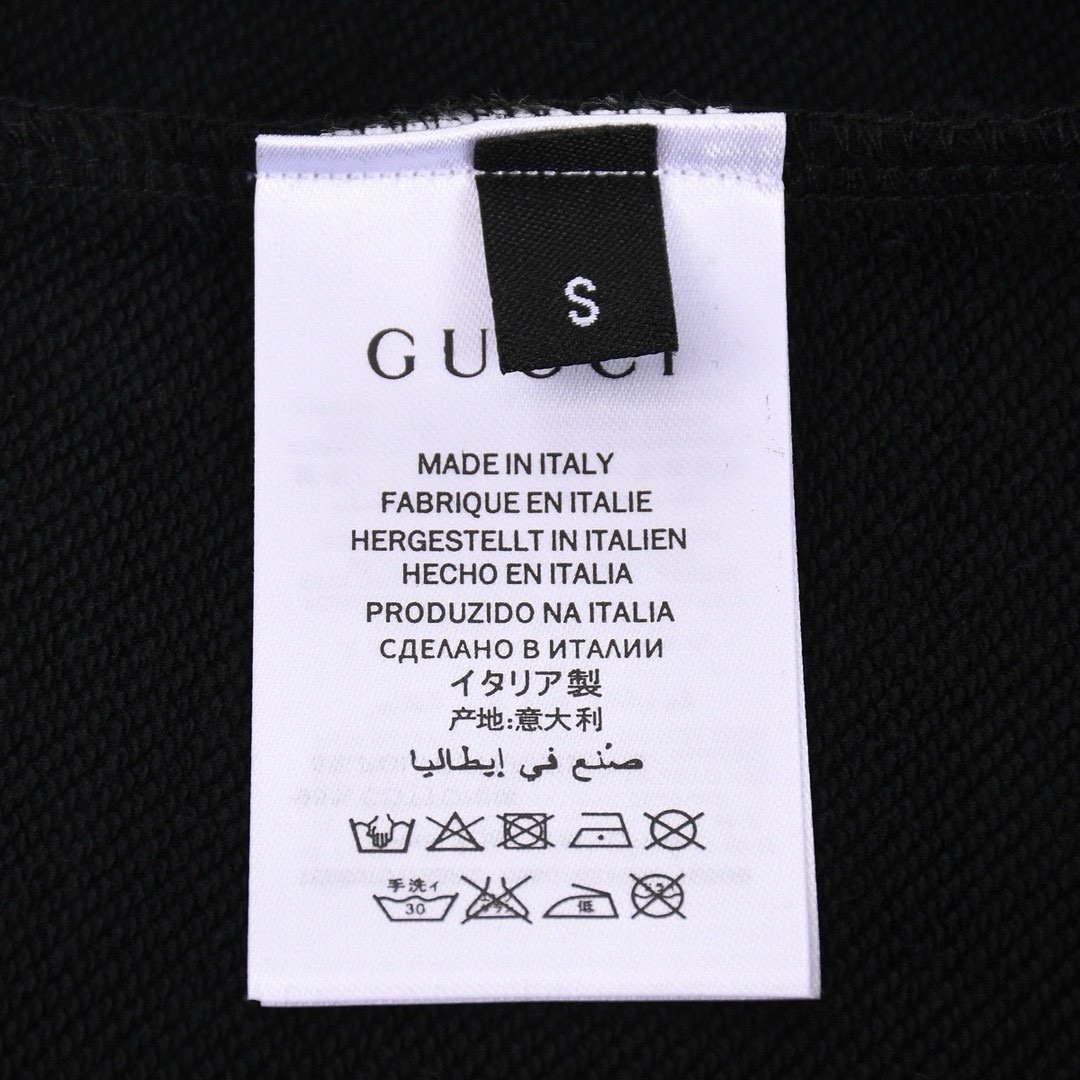 S
GUCCI
MADE IN ITALY
FABRIQUE EN ITALIE
HERGESTELLT IN ITALIEN
HECHO EN ITALIA
PRODUZIDO NA ITALIA
СДЕЛАНО В ИТАЛИИ
イタリア製
产地:意大利
صُنع في إيطاليا
手洗ィ
30
低